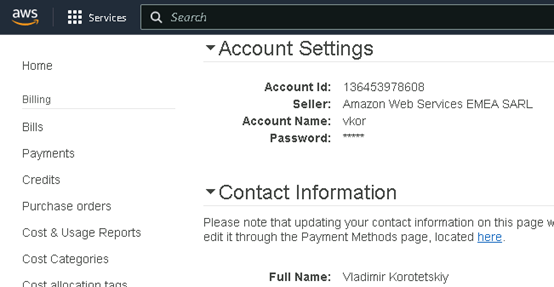 aws Services Search
Account Settings
Home
Account Id: 136453978608
Billing
Seller: Amazon Web Services EMEA SARL
Account Name: vkor
Bills
Password: *****
Payments
Credits
Contact Information
Purchase orders
Please note that updating your contact information on this page w
Cost & Usage Reports
edit it through the Payment Methods page, located here.
Cost Categories
Full Name: Vladimir Korotetskiy
Cost allocation tags